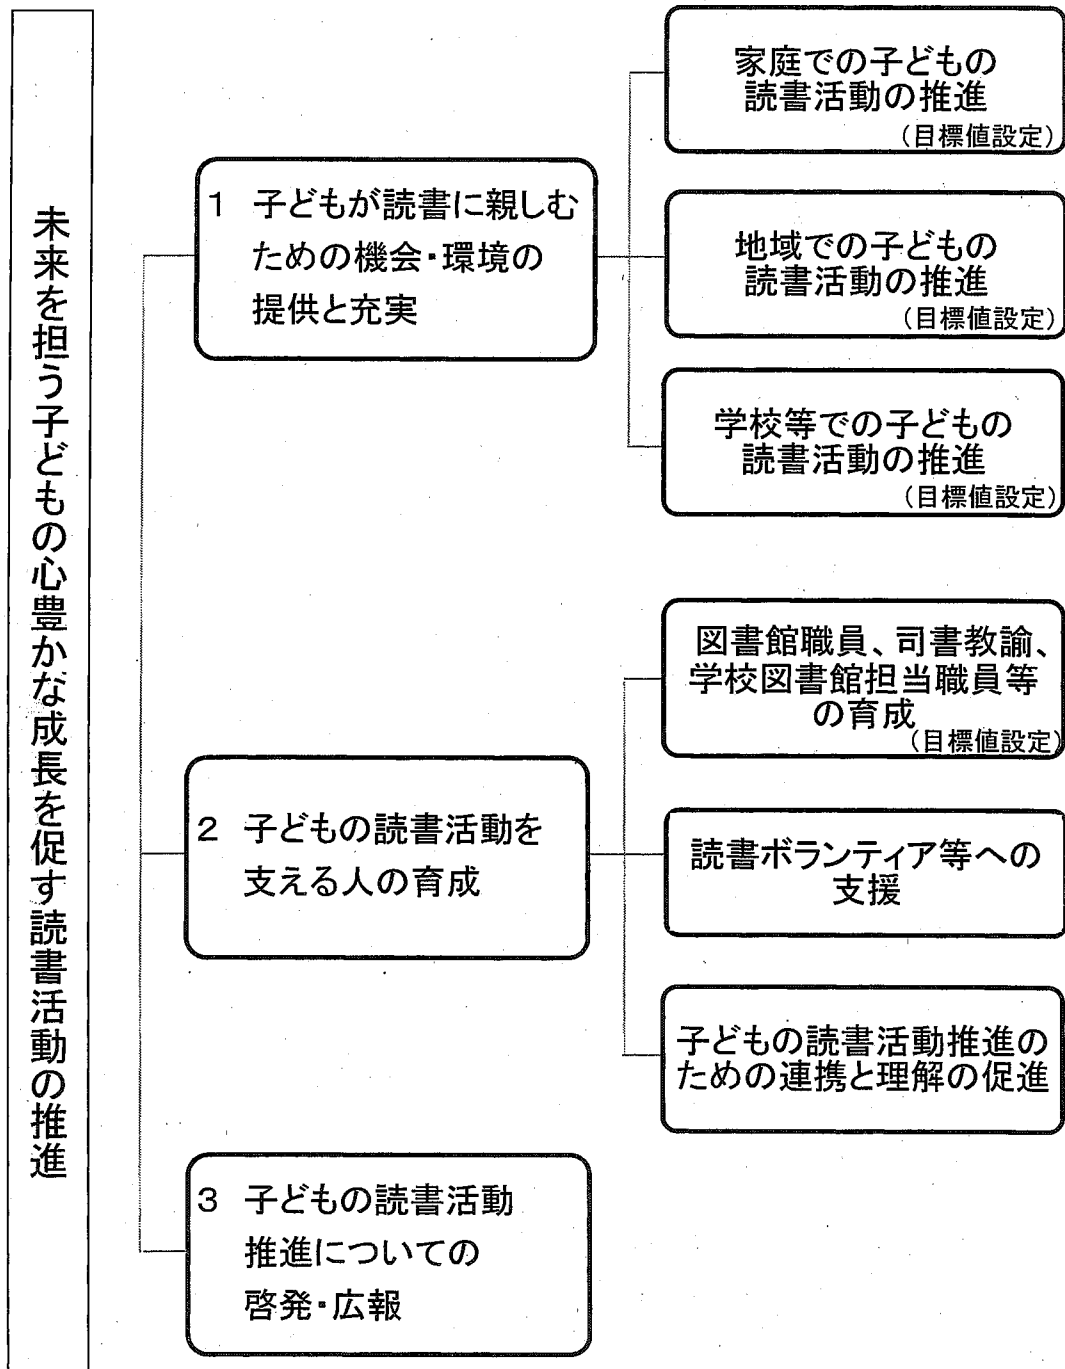 未来を担う子どもの心豊かな成長を促す読書活動の推進
1 子どもが読書に親しむ
ための機会・環境の
提供と充実
家庭での子どもの
読書活動の推進
(目標値設定)
地域での子どもの
読書活動の推進
(目標値設定)
学校等での子どもの
読書活動の推進
(目標値設定)
2 子どもの読書活動を
支える人の育成
図書館職員、司書教諭、
学校図書館担当職員等
の育成
(目標値設定)
読書ボランティア等への
支援
子どもの読書活動推進の
ための連携と理解の促進
3 子どもの読書活動
推進についての
啓発・広報